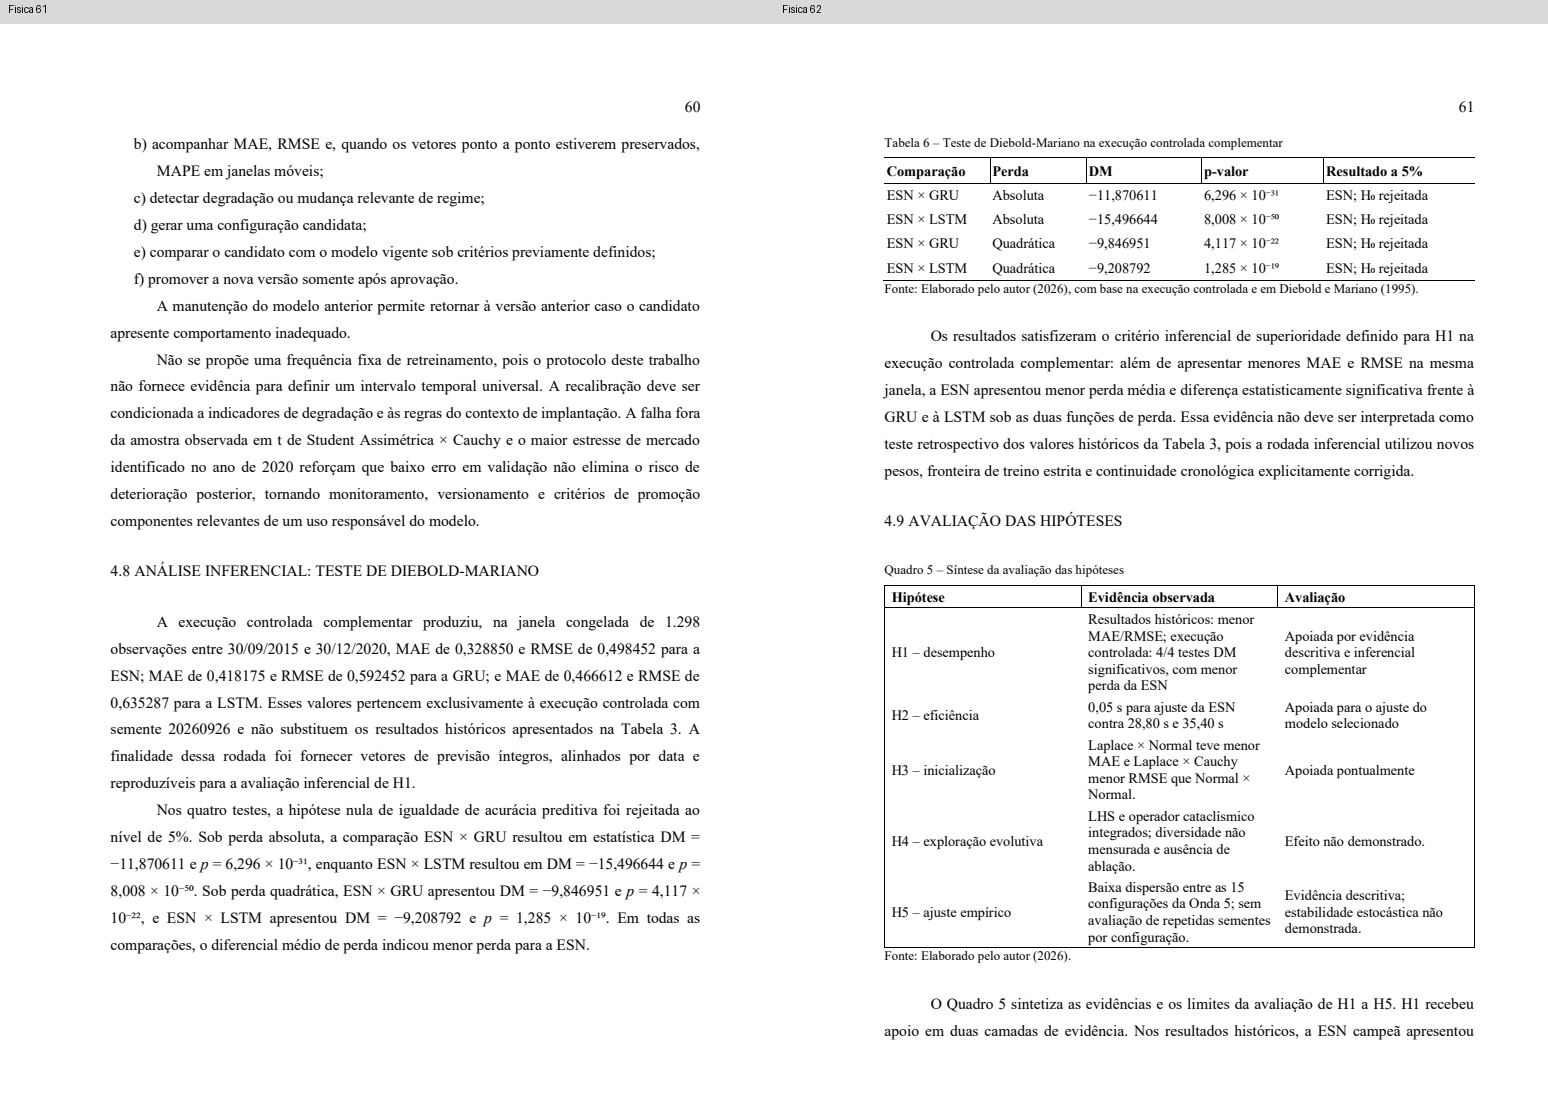 Fisica 61
60
b) acompanhar MAE, RMSE e, quando os vetores ponto a ponto estiverem preservados,
MAPE em janelas móveis;
c) detectar degradação ou mudança relevante de regime;
d) gerar uma configuração candidata;
e) comparar o candidato com o modelo vigente sob critérios previamente definidos;
f) promover a nova versão somente após aprovação.
A manutenção do modelo anterior permite retornar à versão anterior caso o candidato
apresente comportamento inadequado.
Não se propõe uma frequência fixa de retreinamento, pois o protocolo deste trabalho
não fornece evidência para definir um intervalo temporal universal. A recalibração deve ser
condicionada a indicadores de degradação e às regras do contexto de implantação. A falha fora
da amostra observada em t de Student Assimétrica × Cauchy e o maior estresse de mercado
identificado no ano de 2020 reforçam que baixo erro em validação não elimina o risco de
deterioração posterior, tornando monitoramento, versionamento e critérios de promoção
componentes relevantes de um uso responsável do modelo.
4.8 ANÁLISE INFERENCIAL: TESTE DE DIEBOLD-MARIANO
A execução controlada complementar produziu, na janela congelada de 1.298
observações entre 30/09/2015 e 30/12/2020, MAE de 0,328850 e RMSE de 0,498452 para a
ESN; MAE de 0,418175 e RMSE de 0,592452 para a GRU; e MAE de 0,466612 e RMSE de
0,635287 para a LSTM. Esses valores pertencem exclusivamente à execução controlada com
semente 20260926 e não substituem os resultados históricos apresentados na Tabela 3. A
finalidade dessa rodada foi fornecer vetores de previsão íntegros, alinhados por data e
reproduzíveis para a avaliação inferencial de H1.
Nos quatro testes, a hipótese nula de igualdade de acurácia preditiva foi rejeitada ao
nível de 5%. Sob perda absoluta, a comparação ESN × GRU resultou em estatística DM =
−11,870611 e p = 6,296 × 10⁻³¹, enquanto ESN × LSTM resultou em DM = −15,496644 e p =
8,008 × 10⁻⁵⁰. Sob perda quadrática, ESN × GRU apresentou DM = −9,846951 e p = 4,117 ×
10⁻²², e ESN × LSTM apresentou DM = −9,208792 e p = 1,285 × 10⁻¹⁹. Em todas as
comparações, o diferencial médio de perda indicou menor perda para a ESN.
Fisica 62
61
Tabela 6 – Teste de Diebold-Mariano na execução controlada complementar
Comparação Perda DM p-valor Resultado a 5%
ESN × GRU Absoluta −11,870611 6,296 × 10⁻³¹ ESN; H₀ rejeitada
ESN × LSTM Absoluta −15,496644 8,008 × 10⁻⁵⁰ ESN; H₀ rejeitada
ESN × GRU Quadrática −9,846951 4,117 × 10⁻²² ESN; H₀ rejeitada
ESN × LSTM Quadrática −9,208792 1,285 × 10⁻¹⁹ ESN; H₀ rejeitada
Fonte: Elaborado pelo autor (2026), com base na execução controlada e em Diebold e Mariano (1995).
Os resultados satisfizeram o critério inferencial de superioridade definido para H1 na
execução controlada complementar: além de apresentar menores MAE e RMSE na mesma
janela, a ESN apresentou menor perda média e diferença estatisticamente significativa frente à
GRU e à LSTM sob as duas funções de perda. Essa evidência não deve ser interpretada como
teste retrospectivo dos valores históricos da Tabela 3, pois a rodada inferencial utilizou novos
pesos, fronteira de treino estrita e continuidade cronológica explicitamente corrigida.
4.9 AVALIAÇÃO DAS HIPÓTESES
Quadro 5 – Síntese da avaliação das hipóteses
Hipótese Evidência observada Avaliação
H1 – desempenho
Resultados históricos: menor
MAE/RMSE; execução
controlada: 4/4 testes DM
significativos, com menor
perda da ESN
Apoiada por evidência
descritiva e inferencial
complementar
H2 – eficiência
0,05 s para ajuste da ESN
contra 28,80 s e 35,40 s
Apoiada para o ajuste do
modelo selecionado
H3 – inicialização
Laplace × Normal teve menor
MAE e Laplace × Cauchy
menor RMSE que Normal ×
Normal.
Apoiada pontualmente
H4 – exploração evolutiva
LHS e operador cataclísmico
integrados; diversidade não
mensurada e ausência de
ablação.
Efeito não demonstrado.
H5 – ajuste empírico
Baixa dispersão entre as 15
configurações da Onda 5; sem
avaliação de repetidas sementes
por configuração.
Evidência descritiva;
estabilidade estocástica não
demonstrada.
Fonte: Elaborado pelo autor (2026).
O Quadro 5 sintetiza as evidências e os limites da avaliação de H1 a H5. H1 recebeu
apoio em duas camadas de evidência. Nos resultados históricos, a ESN campeã apresentou